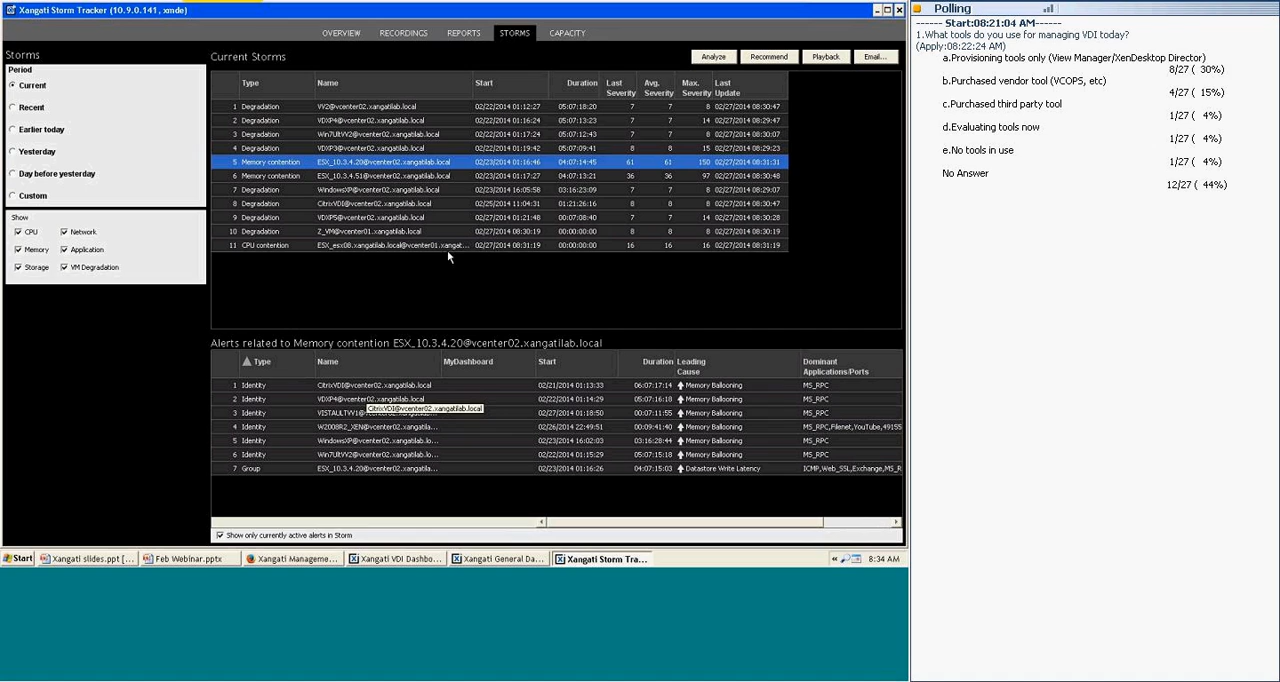 Xangati Storm Tracker (10.9.0.141, xmde)
OVERVIEW RECORDINGS REPORTS STORMS CAPACITY
Storms
Period
Current
Recent
Earlier today
Yesterday
Day before yesterday
Custom
Show
CPU Network
Memory Application
Storage VM Degradation
Current Storms
Analyze Recommend Playback Email...
Type Name Start Duration Last Severity Avg. Severity Max. Severity Last Update
1 Degradation VV2@vcenter02.xangatilab.local 02/22/2014 01:12:27 05:07:18:20 7 7 8 02/27/2014 08:30:47
2 Degradation VDXP4@vcenter02.xangatilab.local 02/22/2014 01:16:24 05:07:13:23 7 7 14 02/27/2014 08:29:47
3 Degradation Win7UltVV2@vcenter02.xangatilab.local 02/22/2014 01:17:24 05:07:12:43 7 7 8 02/27/2014 08:30:07
4 Degradation VDXP3@vcenter02.xangatilab.local 02/22/2014 01:19:42 05:07:09:41 8 8 15 02/27/2014 08:29:23
5 Memory contention ESX_10.3.4.20@vcenter02.xangatilab.local 02/23/2014 01:16:46 04:07:14:45 61 61 150 02/27/2014 08:31:31
6 Memory contention ESX_10.3.4.51@vcenter02.xangatilab.local 02/23/2014 01:17:27 04:07:13:21 36 36 97 02/27/2014 08:30:48
7 Degradation WindowsXP@vcenter02.xangatilab.local 02/23/2014 16:05:58 03:16:23:09 7 7 8 02/27/2014 08:29:07
8 Degradation CitrixVDI@vcenter02.xangatilab.local 02/25/2014 11:04:31 01:21:26:16 8 8 8 02/27/2014 08:30:47
9 Degradation VDXP5@vcenter02.xangatilab.local 02/27/2014 01:21:48 00:07:08:40 7 7 14 02/27/2014 08:30:28
10 Degradation Z_VM@vcenter01.xangatilab.local 02/27/2014 08:30:19 00:00:00:00 8 8 8 02/27/2014 08:30:19
11 CPU contention ESX_esx08.xangatilab.local@vcenter01.xangat... 02/27/2014 08:31:19 00:00:00:00 16 16 16 02/27/2014 08:31:19
Alerts related to Memory contention ESX_10.3.4.20@vcenter02.xangatilab.local
Type Name MyDashboard Start Duration Leading Cause Dominant Applications/Ports
1 Identity CitrixVDI@vcenter02.xangatilab.local 02/21/2014 01:13:33 06:07:17:14 Memory Ballooning MS_RPC
2 Identity VDXP4@vcenter02.xangatilab.local 02/22/2014 01:14:29 05:07:16:18 Memory Ballooning MS_RPC
CitrixVDI@vcenter02.xangatilab.local
3 Identity 02/27/2014 01:18:50 00:07:11:55 Memory Ballooning MS_RPC
4 Identity W2008R2_XEN@vcenter02.xangatila... 02/26/2014 22:49:51 00:09:41:40 Memory Ballooning MS_RPC,Filenet,YouTube,49155
5 Identity WindowsXP@vcenter02.xangatilab.lo... 02/23/2014 16:02:03 03:16:28:44 Memory Ballooning MS_RPC
6 Identity Win7UltVV2@vcenter02.xangatilab.lo... 02/22/2014 01:15:29 05:07:15:18 Memory Ballooning MS_RPC
7 Group ESX_10.3.4.20@vcenter02.xangatila... 02/23/2014 01:16:26 04:07:15:03 Datastore Write Latency ICMP,Web_SSL,Exchange,MS_R
Show only currently active alerts in Storm
Start Xangati slides.ppt [... Feb Webinar.pptx Xangati Manageme... Xangati VDI Dashbo... Xangati General Da... Xangati Storm Tra... « 8:34 AM
Polling
------ Start:08:21:04 AM------
1.What tools do you use for managing VDI today?
(Apply:08:22:24 AM)
a.Provisioning tools only (View Manager/XenDesktop Director)
8/27 ( 30%)
b.Purchased vendor tool (VCOPS, etc)
4/27 ( 15%)
c.Purchased third party tool
1/27 ( 4%)
d.Evaluating tools now
1/27 ( 4%)
e.No tools in use
1/27 ( 4%)
No Answer
12/27 ( 44%)